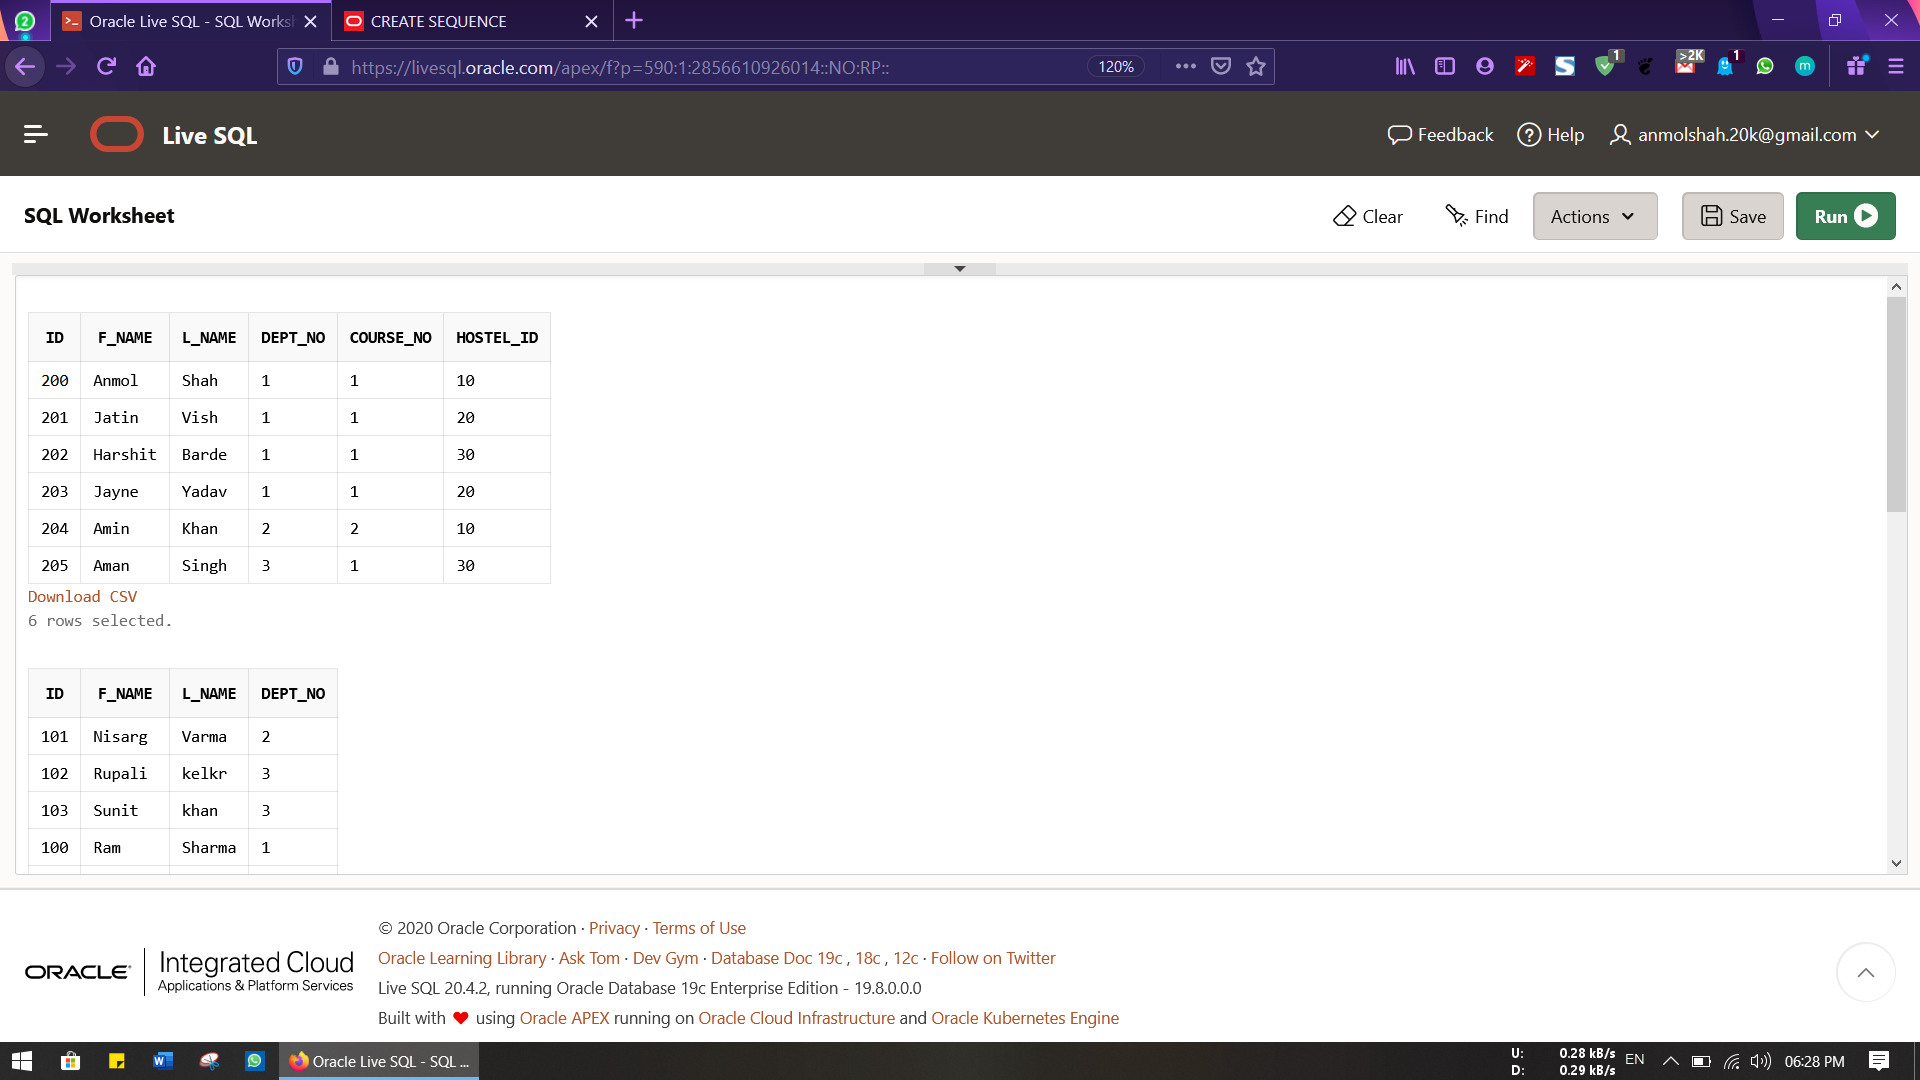 2
Oracle Live SQL - SQL Works
CREATE SEQUENCE
https://livesql.oracle.com/apex/f?p=590:1:2856610926014::NO:RP::
120%
1
>2K
1
m
Live SQL
Feedback
Help
anmolshah.20k@gmail.com
SQL Worksheet
Clear
Find
Actions
Save
Run
ID F_NAME L_NAME DEPT_NO COURSE_NO HOSTEL_ID
200 Anmol Shah 1 1 10
201 Jatin Vish 1 1 20
202 Harshit Barde 1 1 30
203 Jayne Yadav 1 1 20
204 Amin Khan 2 2 10
205 Aman Singh 3 1 30
Download CSV
6 rows selected.
ID F_NAME L_NAME DEPT_NO
101 Nisarg Varma 2
102 Rupali kelkr 3
103 Sunit khan 3
100 Ram Sharma 1
ORACLE
Integrated Cloud
Applications & Platform Services
© 2020 Oracle Corporation · Privacy · Terms of Use
Oracle Learning Library · Ask Tom · Dev Gym · Database Doc 19c , 18c , 12c · Follow on Twitter
Live SQL 20.4.2, running Oracle Database 19c Enterprise Edition - 19.8.0.0.0
Built with ❤ using Oracle APEX running on Oracle Cloud Infrastructure and Oracle Kubernetes Engine
Oracle Live SQL - SQL ...
U: 0.28 kB/s
D: 0.29 kB/s
EN
06:28 PM